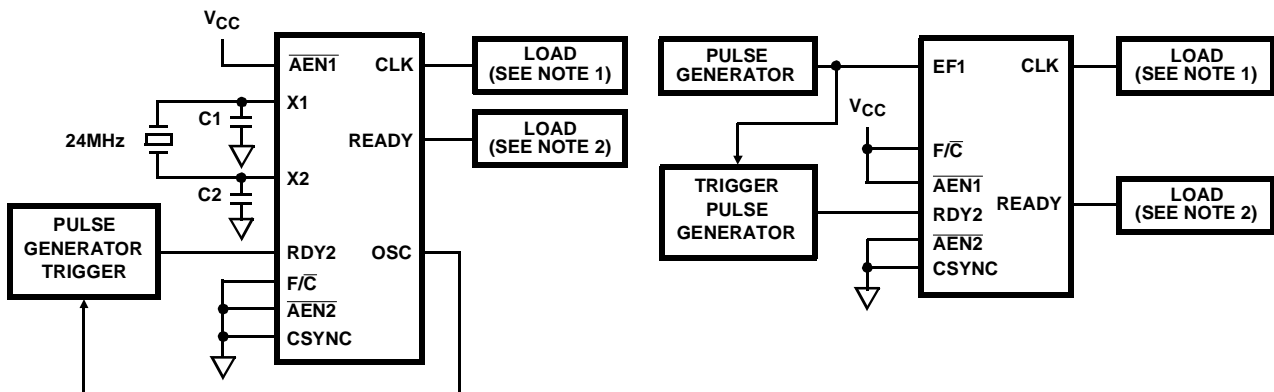 VCC
AEN1
CLK
LOAD
(SEE NOTE 1)
X1
C1
24MHz
READY
LOAD
(SEE NOTE 2)
X2
C2
PULSE
GENERATOR
TRIGGER
RDY2
OSC
F/C
AEN2
CSYNC
PULSE
GENERATOR
EF1
CLK
LOAD
(SEE NOTE 1)
VCC
F/C
TRIGGER
PULSE
GENERATOR
AEN1
RDY2
READY
LOAD
(SEE NOTE 2)
AEN2
CSYNC